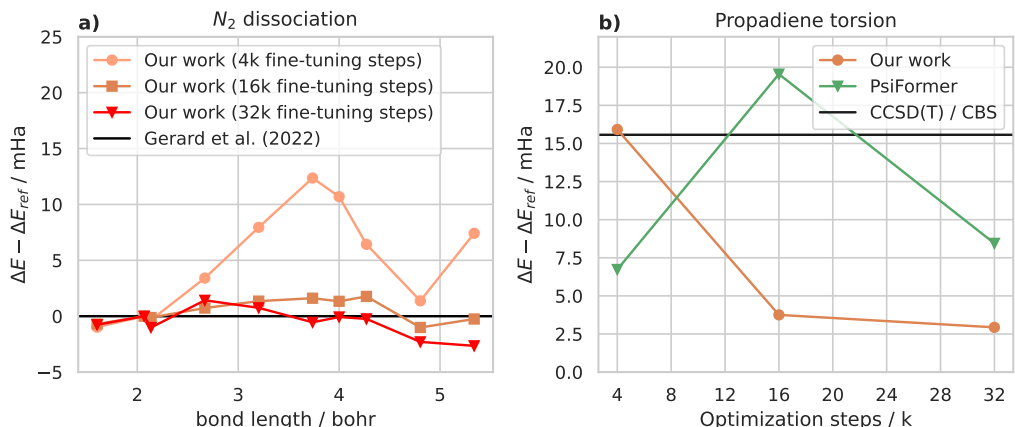 a)
N₂ dissociation
25
20
15
10
5
0
−5
ΔE − ΔE_ref / mHa
Our work (4k fine-tuning steps)
Our work (16k fine-tuning steps)
Our work (32k fine-tuning steps)
Gerard et al. (2022)
2 3 4 5
bond length / bohr
b)
Propadiene torsion
20.0
17.5
15.0
12.5
10.0
7.5
5.0
2.5
0.0
ΔE − ΔE_ref / mHa
Our work
PsiFormer
CCSD(T) / CBS
4 8 12 16 20 24 28 32
Optimization steps / k